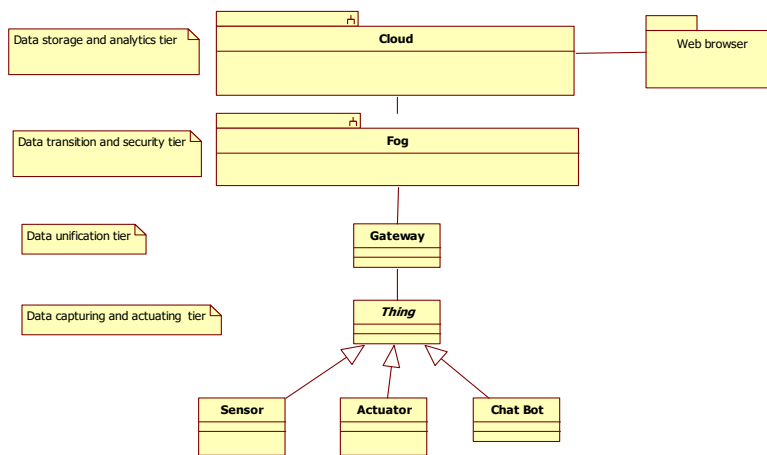 Data storage and analytics tier
Cloud
Web browser
Data transition and security tier
Fog
Data unification tier
Gateway
Data capturing and actuating tier
Thing
Sensor
Actuator
Chat Bot